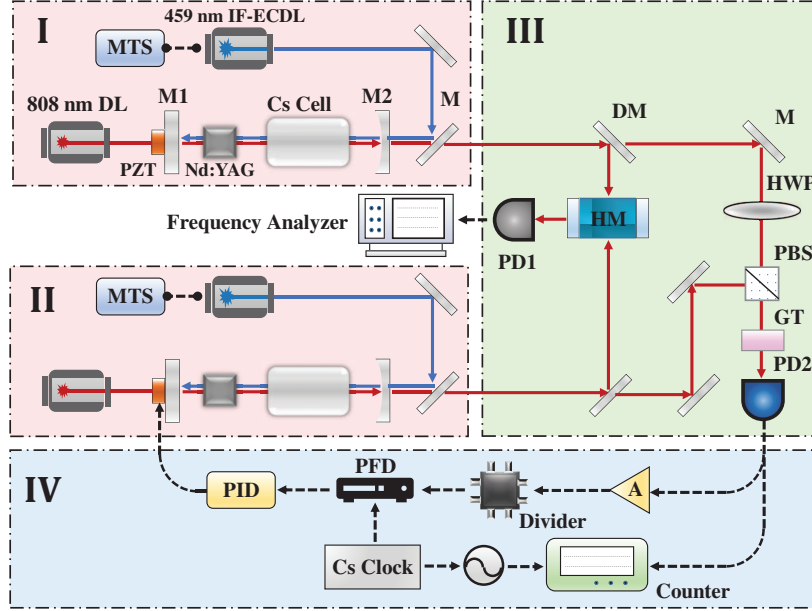 I
459 nm IF-ECDL
MTS
808 nm DL
M1
Cs Cell
M2
M
PZT
Nd:YAG
III
DM
M
HWP
HM
PD1
Frequency Analyzer
PBS
GT
PD2
II
MTS
IV
PID
PFD
Divider
A
Cs Clock
Counter